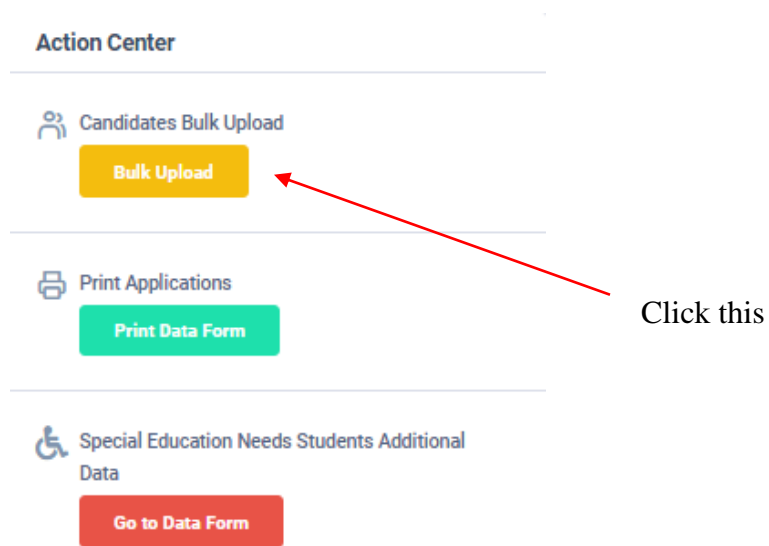 Action Center
Candidates Bulk Upload
Bulk Upload
Print Applications
Print Data Form
Click this
Special Education Needs Students Additional
Data
Go to Data Form